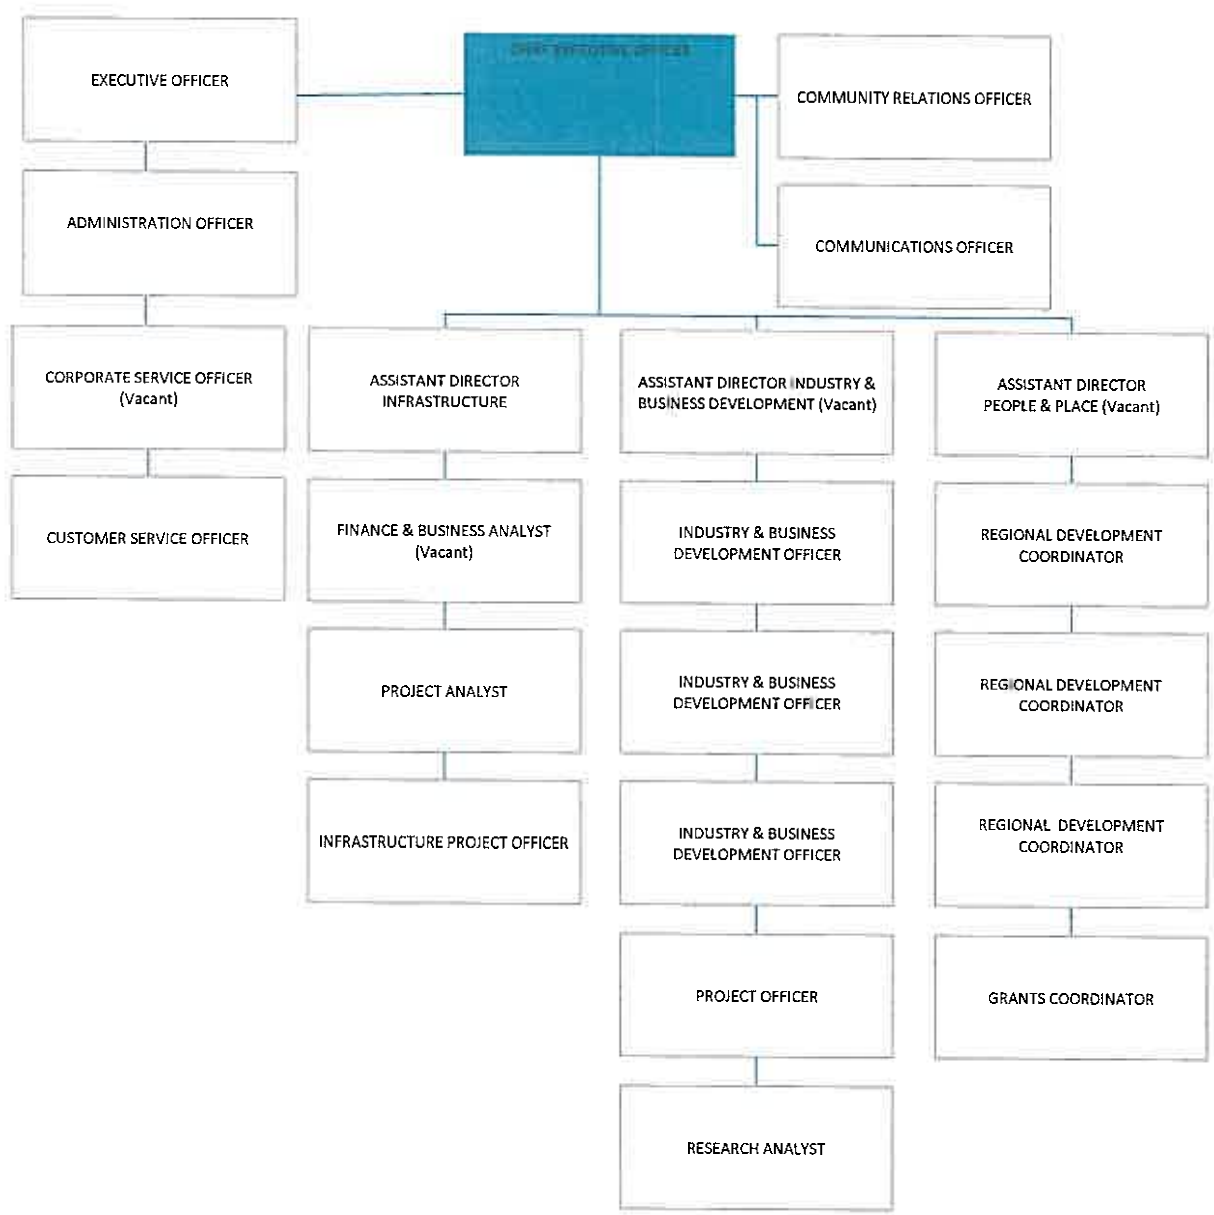 CHIEF EXECUTIVE OFFICER
EXECUTIVE OFFICER
COMMUNITY RELATIONS OFFICER
ADMINISTRATION OFFICER
COMMUNICATIONS OFFICER
CORPORATE SERVICE OFFICER
(Vacant)
ASSISTANT DIRECTOR
INFRASTRUCTURE
ASSISTANT DIRECTOR INDUSTRY &
BUSINESS DEVELOPMENT (Vacant)
ASSISTANT DIRECTOR
PEOPLE & PLACE (Vacant)
CUSTOMER SERVICE OFFICER
FINANCE & BUSINESS ANALYST
(Vacant)
INDUSTRY & BUSINESS
DEVELOPMENT OFFICER
REGIONAL DEVELOPMENT
COORDINATOR
PROJECT ANALYST
INDUSTRY & BUSINESS
DEVELOPMENT OFFICER
REGIONAL DEVELOPMENT
COORDINATOR
INFRASTRUCTURE PROJECT OFFICER
INDUSTRY & BUSINESS
DEVELOPMENT OFFICER
REGIONAL DEVELOPMENT
COORDINATOR
PROJECT OFFICER
GRANTS COORDINATOR
RESEARCH ANALYST